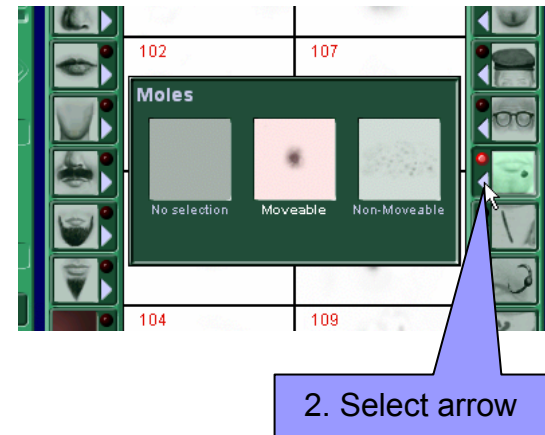 102 107
Moles
No selection Moveable Non-Moveable
104 109
2. Select arrow